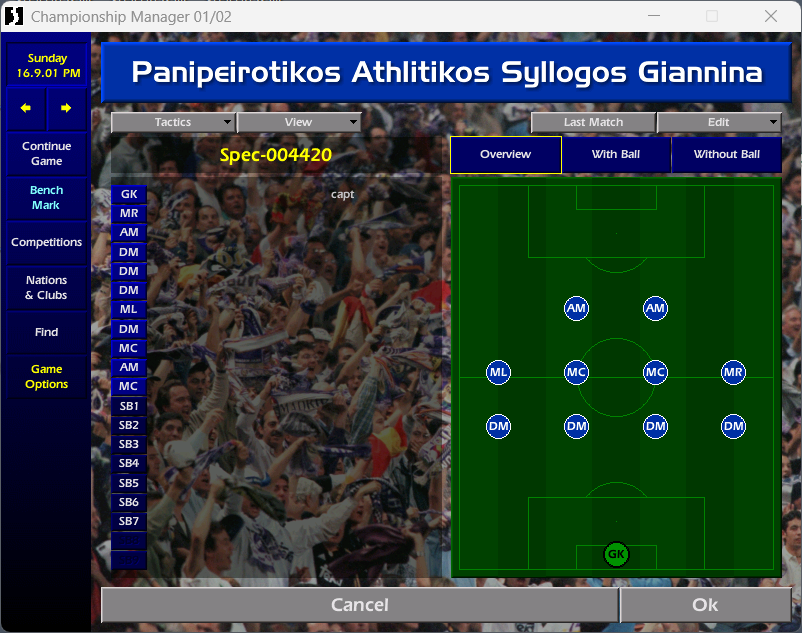 Championship Manager 01/02
Sunday
16.9.01 PM
Continue
Game
Bench
Mark
Competitions
Nations
& Clubs
Find
Game
Options
Panipeirotikos Athlitikos Syllogos Giannina
Tactics
View
Last Match
Edit
Spec-004420
Overview
With Ball
Without Ball
GK capt
MR
AM
DM
DM
DM
ML
DM
MC
AM
MC
SB1
SB2
SB3
SB4
SB5
SB6
SB7
AM AM
ML MC MC MR
DM DM DM DM
GK
Cancel
Ok